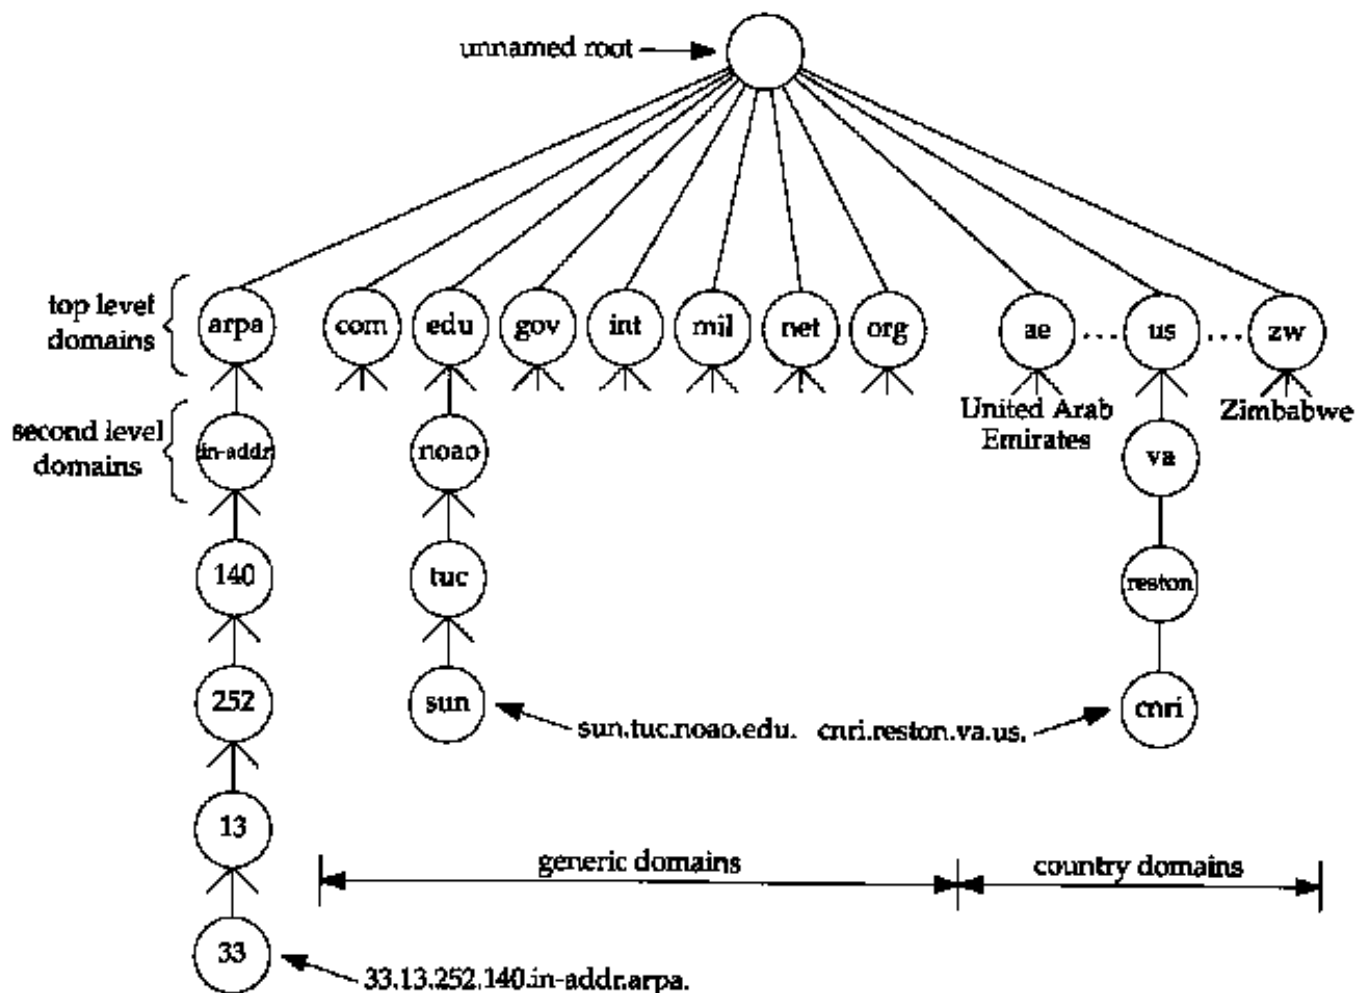 unnamed root
top level
domains
arpa
com
edu
gov
int
mil
net
org
ae
...
us
...
zw
second level
domains
in-addr
noao
United Arab
Emirates
va
Zimbabwe
140
tuc
reston
252
sun
cnri
sun.tuc.noao.edu.
cnri.reston.va.us.
13
generic domains
country domains
33
33.13.252.140.in-addr.arpa.